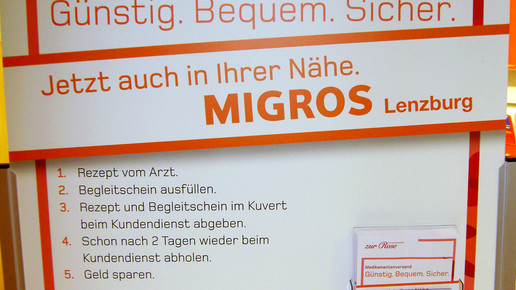 Günstig. Bequem. Sicher.
Jetzt auch in Ihrer Nähe.
MIGROS Lenzburg
1. Rezept vom Arzt.
2. Begleitschein ausfüllen.
3. Rezept und Begleitschein im Kuvert
beim Kundendienst abgeben.
4. Schon nach 2 Tagen wieder beim
Kundendienst abholen.
5. Geld sparen.
zur Rose
Medikamentenversand
Günstig. Bequem. Sicher.